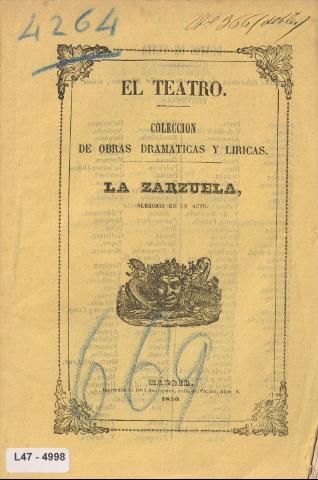 4264
EL TEATRO.
COLECCION
DE OBRAS DRAMATICAS Y LIRICAS.
LA ZARZUELA,
ALEGORIA EN UN ACTO.
669
MADRID.
1856.
L47 - 4998